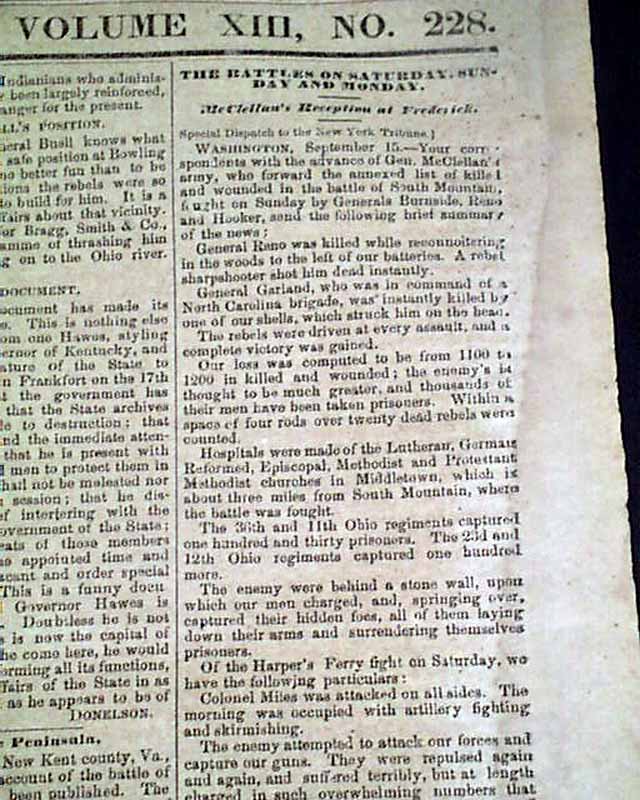 VOLUME XIII, NO. 228.
Indianians who adminis-
been largely reinforced,
anger for the present.
LL'S POSITION.
neral Buell knows what
safe position at Bowling
no better fun than to be
ions the rebels were so
to build for him. It is a
ffairs about that vicinity.
or Bragg, Smith & Co.,
amme of thrashing him
g on to the Ohio river.
DOCUMENT.
ocument has made its
o. This is nothing else
om one Hawes, styling
ernor of Kentucky, and
ature of the State to
n Frankfort on the 17th
t the government has
that the State archives
le to destruction; that
nd the immediate atten-
that he is present with
men to protect them in
hall not be molested nor
session; that he dis-
of interfering with the
overnment of the State;
eats of those members
e appointed time and
acant and order special
This is a funny docu
Governor Hawes is
Doubtless he is not
s is now the capital of
he come here, he would
orming all its functions,
ffairs of the State in as
as he appears to be of
DONELSON.
Peninsula.
New Kent county, Va.,
account of the battle of
been published. The
THE BATTLES ON SATURDAY, SUN-
DAY AND MONDAY.
McClellan's Reception at Frederick.
Special Dispatch to the New York Tribune.]
WASHINGTON, September 15.—Your corr
spondents with the advance of Gen. McClellan's
army, who forward the annexed list of killed
and wounded in the battle of South Mountain,
fought on Sunday by Generals Burnside, Reno
and Hooker, send the following brief summary
of the news:
General Reno was killed while reconnoitering
in the woods to the left of our batteries. A rebel
sharpshooter shot him dead instantly.
General Garland, who was in command of a
North Carolina brigade, was instantly killed by
one of our shells, which struck him on the head.
The rebels were driven at every assault, and a
complete victory was gained.
Our loss was computed to be from 1100 to
1200 in killed and wounded; the enemy's is
thought to be much greater, and thousands of
their men have been taken prisoners. Within a
space of four rods over twenty dead rebels were
counted.
Hospitals were made of the Lutheran, German
Reformed, Episcopal, Methodist and Protestant
Methodist churches in Middletown, which is
about three miles from South Mountain, where
the battle was fought.
The 36th and 11th Ohio regiments captured
one hundred and thirty prisoners. The 23d and
12th Ohio regiments captured one hundred
more.
The enemy were behind a stone wall, upon
which our men charged, and, springing over,
captured their hidden foes, all of them laying
down their arms and surrendering themselves
prisoners.
Of the Harper's Ferry fight on Saturday, we
have the following particulars:
Colonel Miles was attacked on all sides. The
morning was occupied with artillery fighting
and skirmishing.
The enemy attempted to attack our forces and
capture our guns. They were repulsed again
and again, and suffered terribly, but at length
charged in such overwhelming numbers that